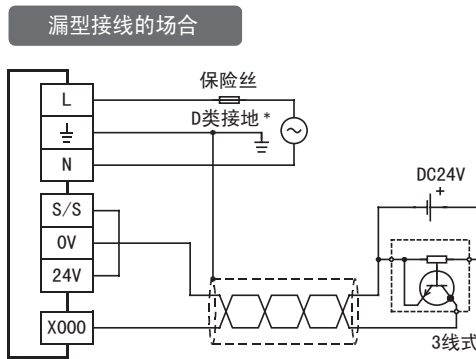 漏型接线的场合
保险丝
L
D类接地*
N
DC24V
+
S/S
0V
24V
X000
3线式